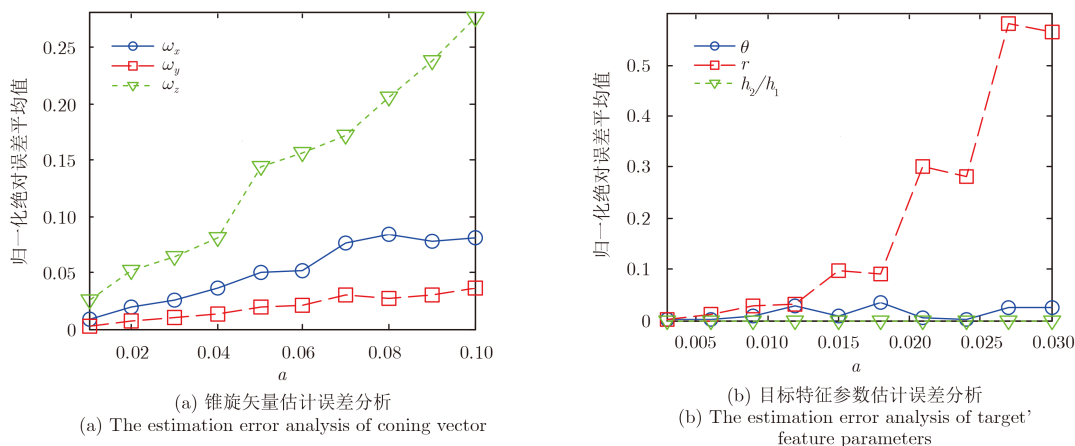 归一化绝对误差平均值
0.25
0.20
0.15
0.10
0.05
0
ωx
ωy
ωz
0.02
0.04
0.06
0.08
0.10
a
(a) 锥旋矢量估计误差分析
(a) The estimation error analysis of coning vector
归一化绝对误差平均值
0.5
0.4
0.3
0.2
0.1
0
θ
r
h2/h1
0.005
0.010
0.015
0.020
0.025
0.030
a
(b) 目标特征参数估计误差分析
(b) The estimation error analysis of target’
feature parameters